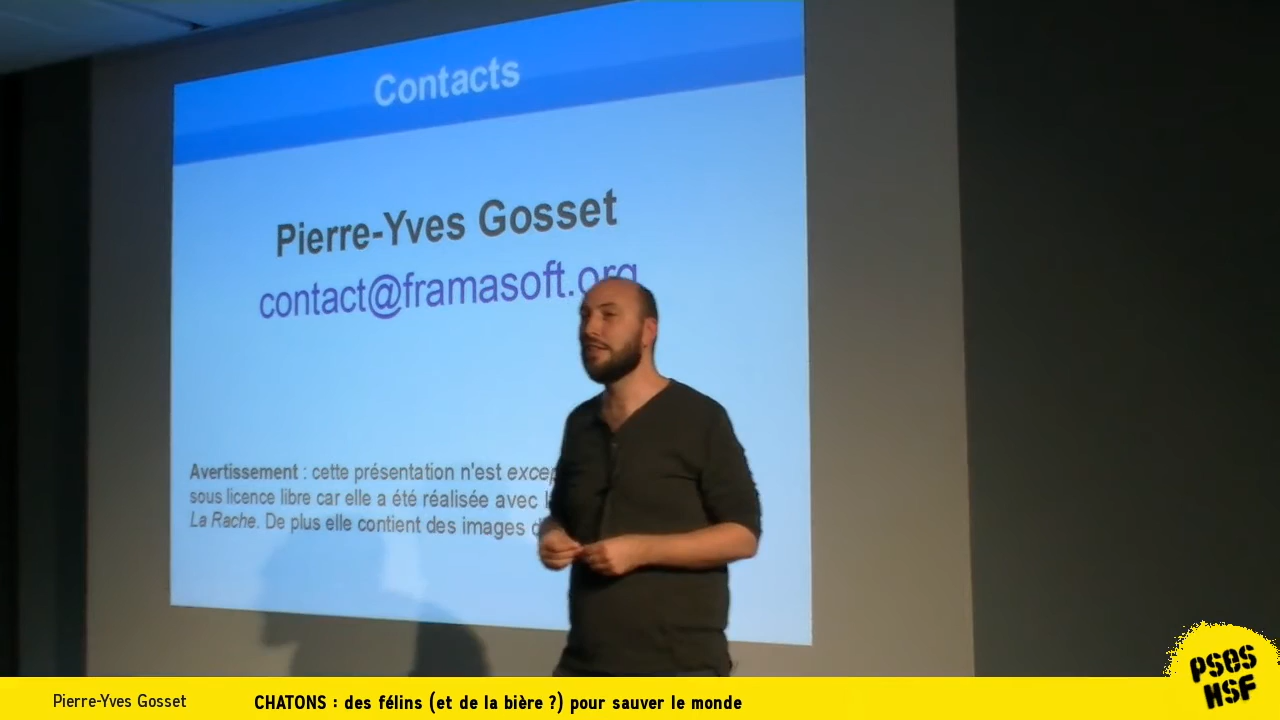 Contacts
Pierre-Yves Gosset
contact@framasoft.org
Avertissement : cette présentation n'est
sous licence libre car elle a été réalisée avec
La Rache. De plus elle contient des images
Pierre-Yves Gosset CHATONS : des félins (et de la bière ?) pour sauver le monde
PSES
HSF